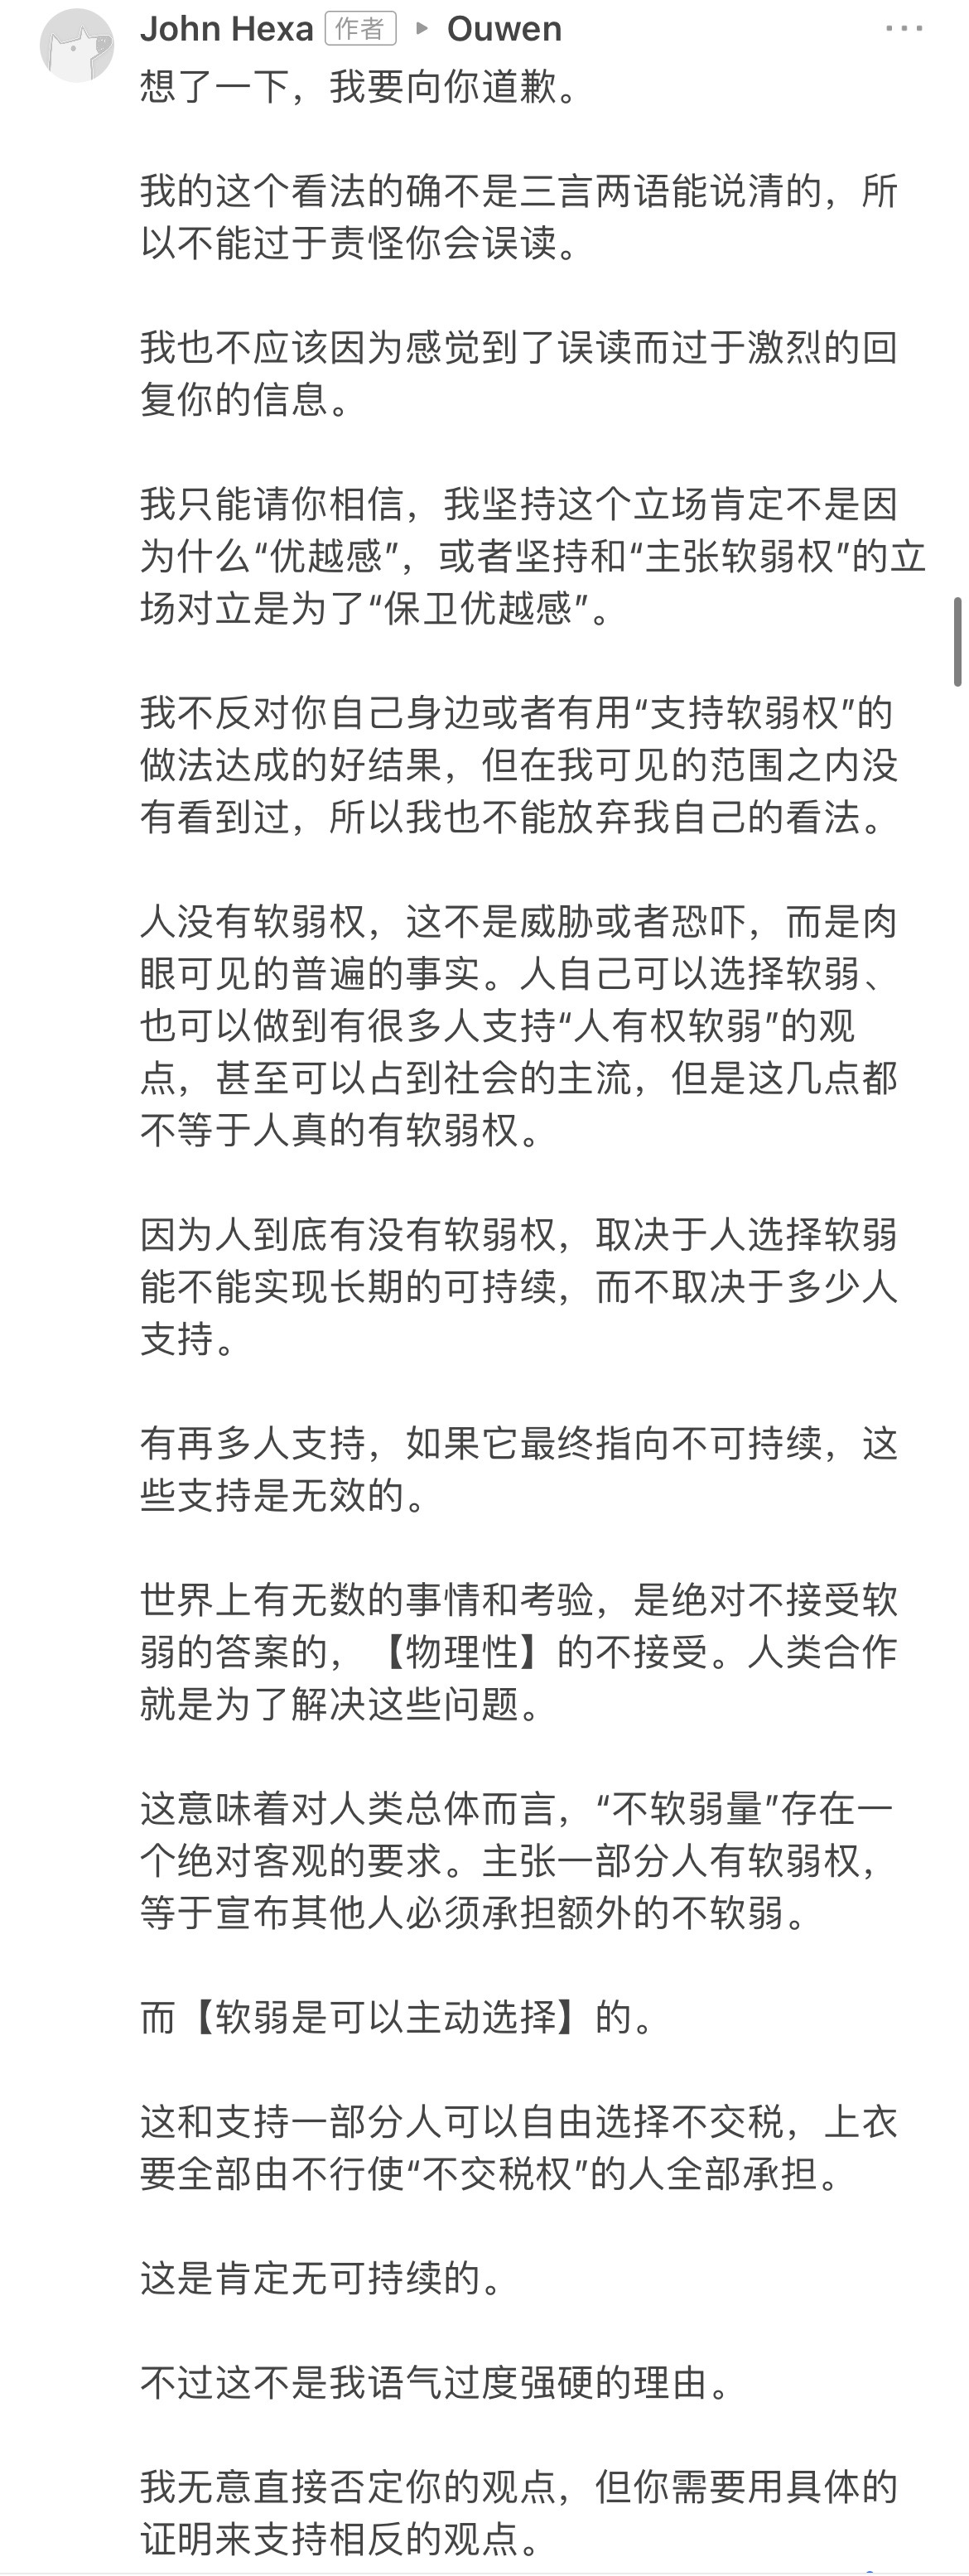 John Hexa 作者 ▸ Ouwen
想了一下，我要向你道歉。
我的这个看法的确不是三言两语能说清的，所
以不能过于责怪你会误读。
我也不应该因为感觉到了误读而过于激烈的回
复你的信息。
我只能请你相信，我坚持这个立场肯定不是因
为什么“优越感”，或者坚持和“主张软弱权”的立
场对立是为了“保卫优越感”。
我不反对你自己身边或者有用“支持软弱权”的
做法达成的好结果，但在我可见的范围之内没
有看到过，所以我也不能放弃我自己的看法。
人没有软弱权，这不是威胁或者恐吓，而是肉
眼可见的普遍的事实。人自己可以选择软弱、
也可以做到有很多人支持“人有权软弱”的观
点，甚至可以占到社会的主流，但是这几点都
不等于人真的有软弱权。
因为人到底有没有软弱权，取决于人选择软弱
能不能实现长期的可持续，而不取决于多少人
支持。
有再多人支持，如果它最终指向不可持续，这
些支持是无效的。
世界上有无数的事情和考验，是绝对不接受软
弱的答案的，【物理性】的不接受。人类合作
就是为了解决这些问题。
这意味着对人类总体而言，“不软弱量”存在一
个绝对客观的要求。主张一部分人有软弱权，
等于宣布其他人必须承担额外的不软弱。
而【软弱是可以主动选择】的。
这和支持一部分人可以自由选择不交税，上衣
要全部由不行使“不交税权”的人全部承担。
这是肯定无可持续的。
不过这不是我语气过度强硬的理由。
我无意直接否定你的观点，但你需要用具体的
证明来支持相反的观点。